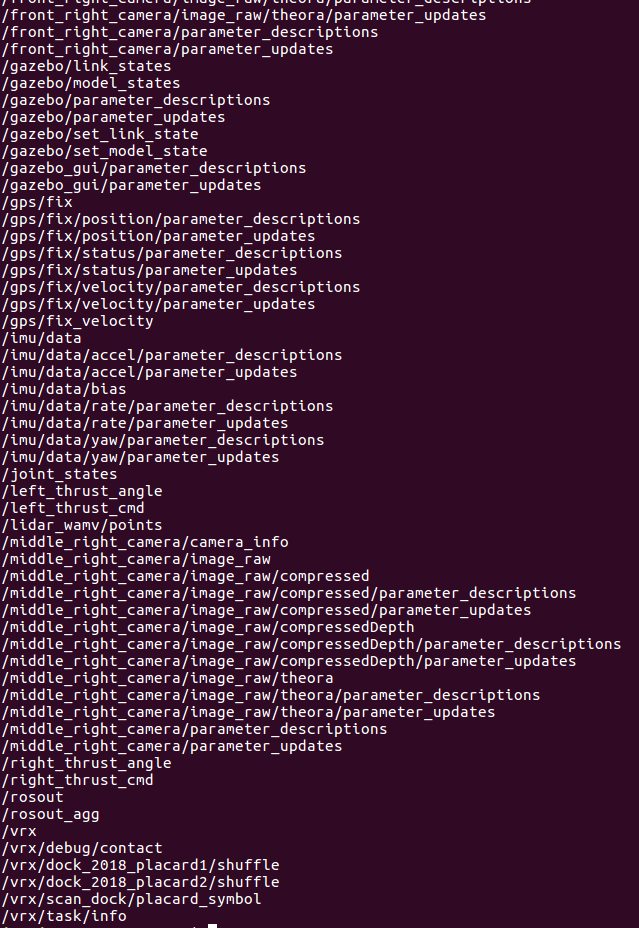 /front_right_camera/image_raw/theora/parameter_descriptions
/front_right_camera/image_raw/theora/parameter_updates
/front_right_camera/parameter_descriptions
/front_right_camera/parameter_updates
/gazebo/link_states
/gazebo/model_states
/gazebo/parameter_descriptions
/gazebo/parameter_updates
/gazebo/set_link_state
/gazebo/set_model_state
/gazebo_gui/parameter_descriptions
/gazebo_gui/parameter_updates
/gps/fix
/gps/fix/position/parameter_descriptions
/gps/fix/position/parameter_updates
/gps/fix/status/parameter_descriptions
/gps/fix/status/parameter_updates
/gps/fix/velocity/parameter_descriptions
/gps/fix/velocity/parameter_updates
/gps/fix_velocity
/imu/data
/imu/data/accel/parameter_descriptions
/imu/data/accel/parameter_updates
/imu/data/bias
/imu/data/rate/parameter_descriptions
/imu/data/rate/parameter_updates
/imu/data/yaw/parameter_descriptions
/imu/data/yaw/parameter_updates
/joint_states
/left_thrust_angle
/left_thrust_cmd
/lidar_wamv/points
/middle_right_camera/camera_info
/middle_right_camera/image_raw
/middle_right_camera/image_raw/compressed
/middle_right_camera/image_raw/compressed/parameter_descriptions
/middle_right_camera/image_raw/compressed/parameter_updates
/middle_right_camera/image_raw/compressedDepth
/middle_right_camera/image_raw/compressedDepth/parameter_descriptions
/middle_right_camera/image_raw/compressedDepth/parameter_updates
/middle_right_camera/image_raw/theora
/middle_right_camera/image_raw/theora/parameter_descriptions
/middle_right_camera/image_raw/theora/parameter_updates
/middle_right_camera/parameter_descriptions
/middle_right_camera/parameter_updates
/right_thrust_angle
/right_thrust_cmd
/rosout
/rosout_agg
/vrx
/vrx/debug/contact
/vrx/dock_2018_placard1/shuffle
/vrx/dock_2018_placard2/shuffle
/vrx/scan_dock/placard_symbol
/vrx/task/info